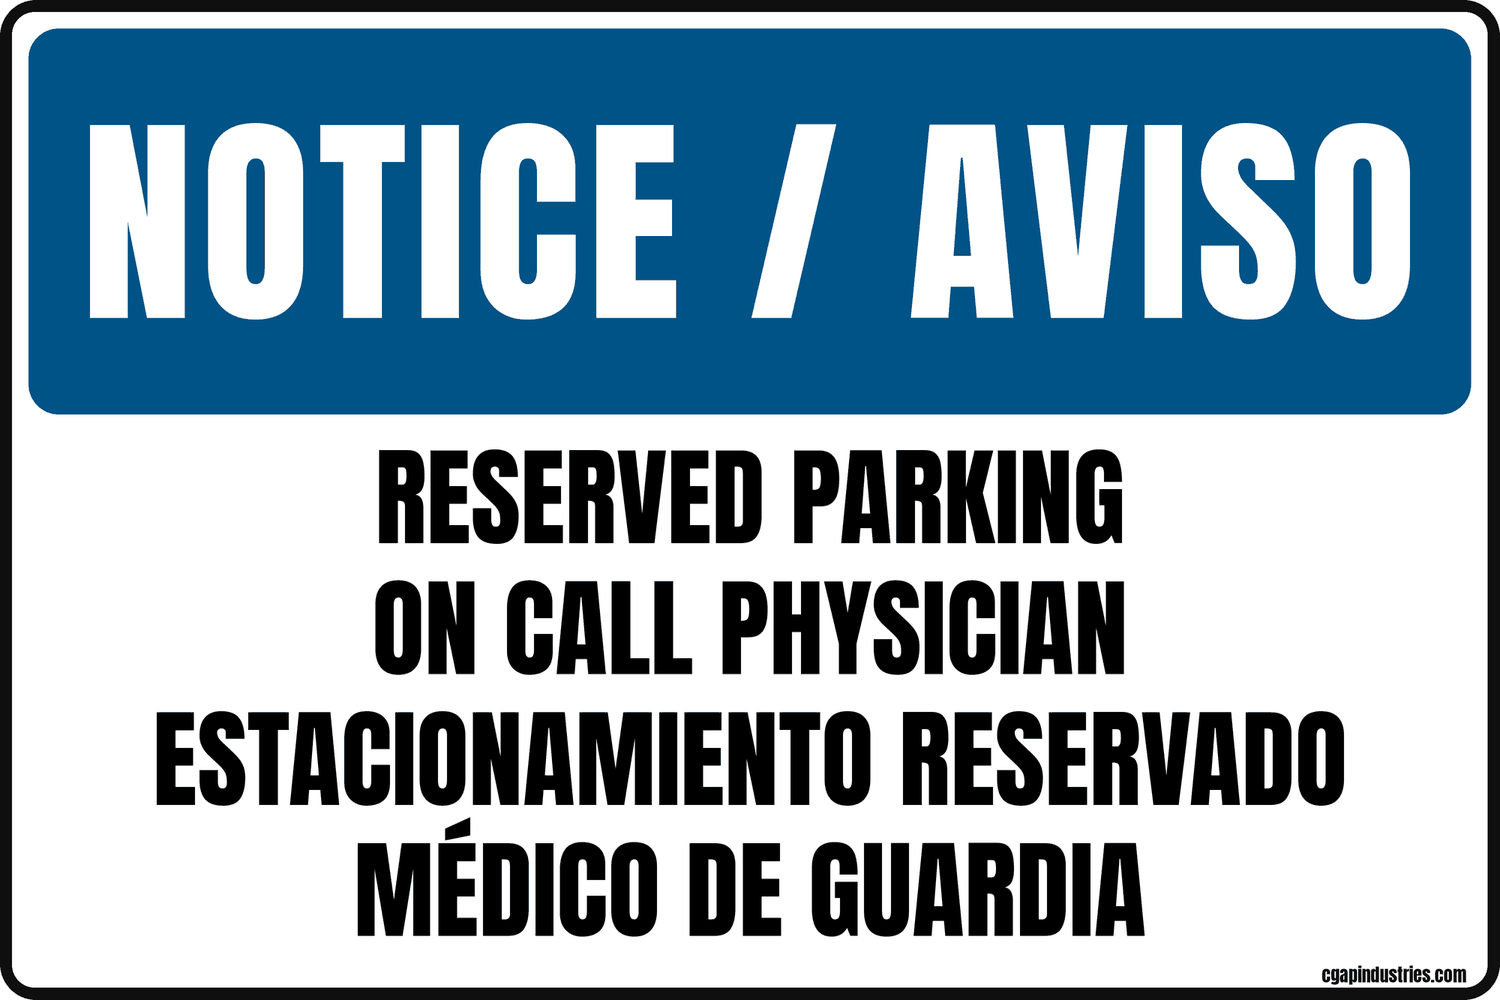 NOTICE / AVISO
RESERVED PARKING
ON CALL PHYSICIAN
ESTACIONAMIENTO RESERVADO
MÉDICO DE GUARDIA
cgapindustries.com